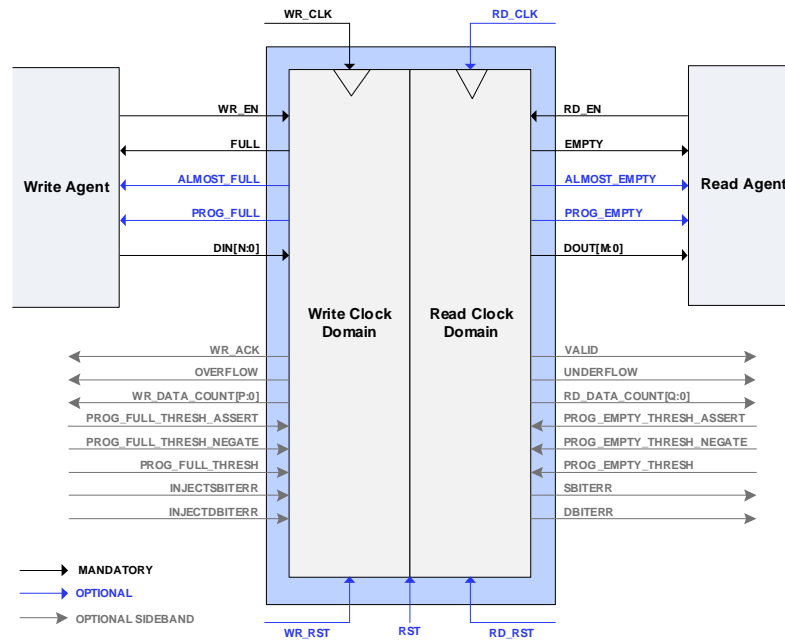 WR_CLK
RD_CLK
WR_EN
RD_EN
FULL
EMPTY
ALMOST_FULL
ALMOST_EMPTY
Write Agent
Read Agent
PROG_FULL
PROG_EMPTY
DIN[N:0]
DOUT[M:0]
Write Clock
Domain
Read Clock
Domain
WR_ACK
VALID
OVERFLOW
UNDERFLOW
WR_DATA_COUNT[P:0]
RD_DATA_COUNT[Q:0]
PROG_FULL_THRESH_ASSERT
PROG_EMPTY_THRESH_ASSERT
PROG_FULL_THRESH_NEGATE
PROG_EMPTY_THRESH_NEGATE
PROG_FULL_THRESH
PROG_EMPTY_THRESH
INJECTSBITERR
SBITERR
INJECTDBITERR
DBITERR
MANDATORY
OPTIONAL
OPTIONAL SIDEBAND
WR_RST
RST
RD_RST